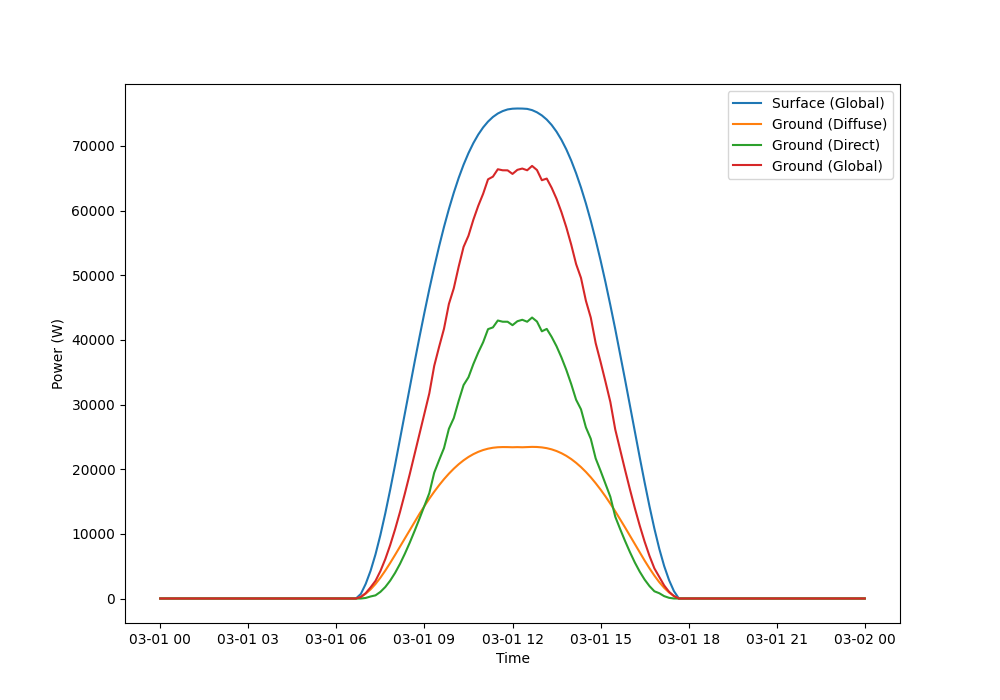 Surface (Global)
Ground (Diffuse)
Ground (Direct)
Ground (Global)
70000
60000
50000
40000
30000
20000
10000
0
Power (W)
03-01 00 03-01 03 03-01 06 03-01 09 03-01 12 03-01 15 03-01 18 03-01 21 03-02 00
Time